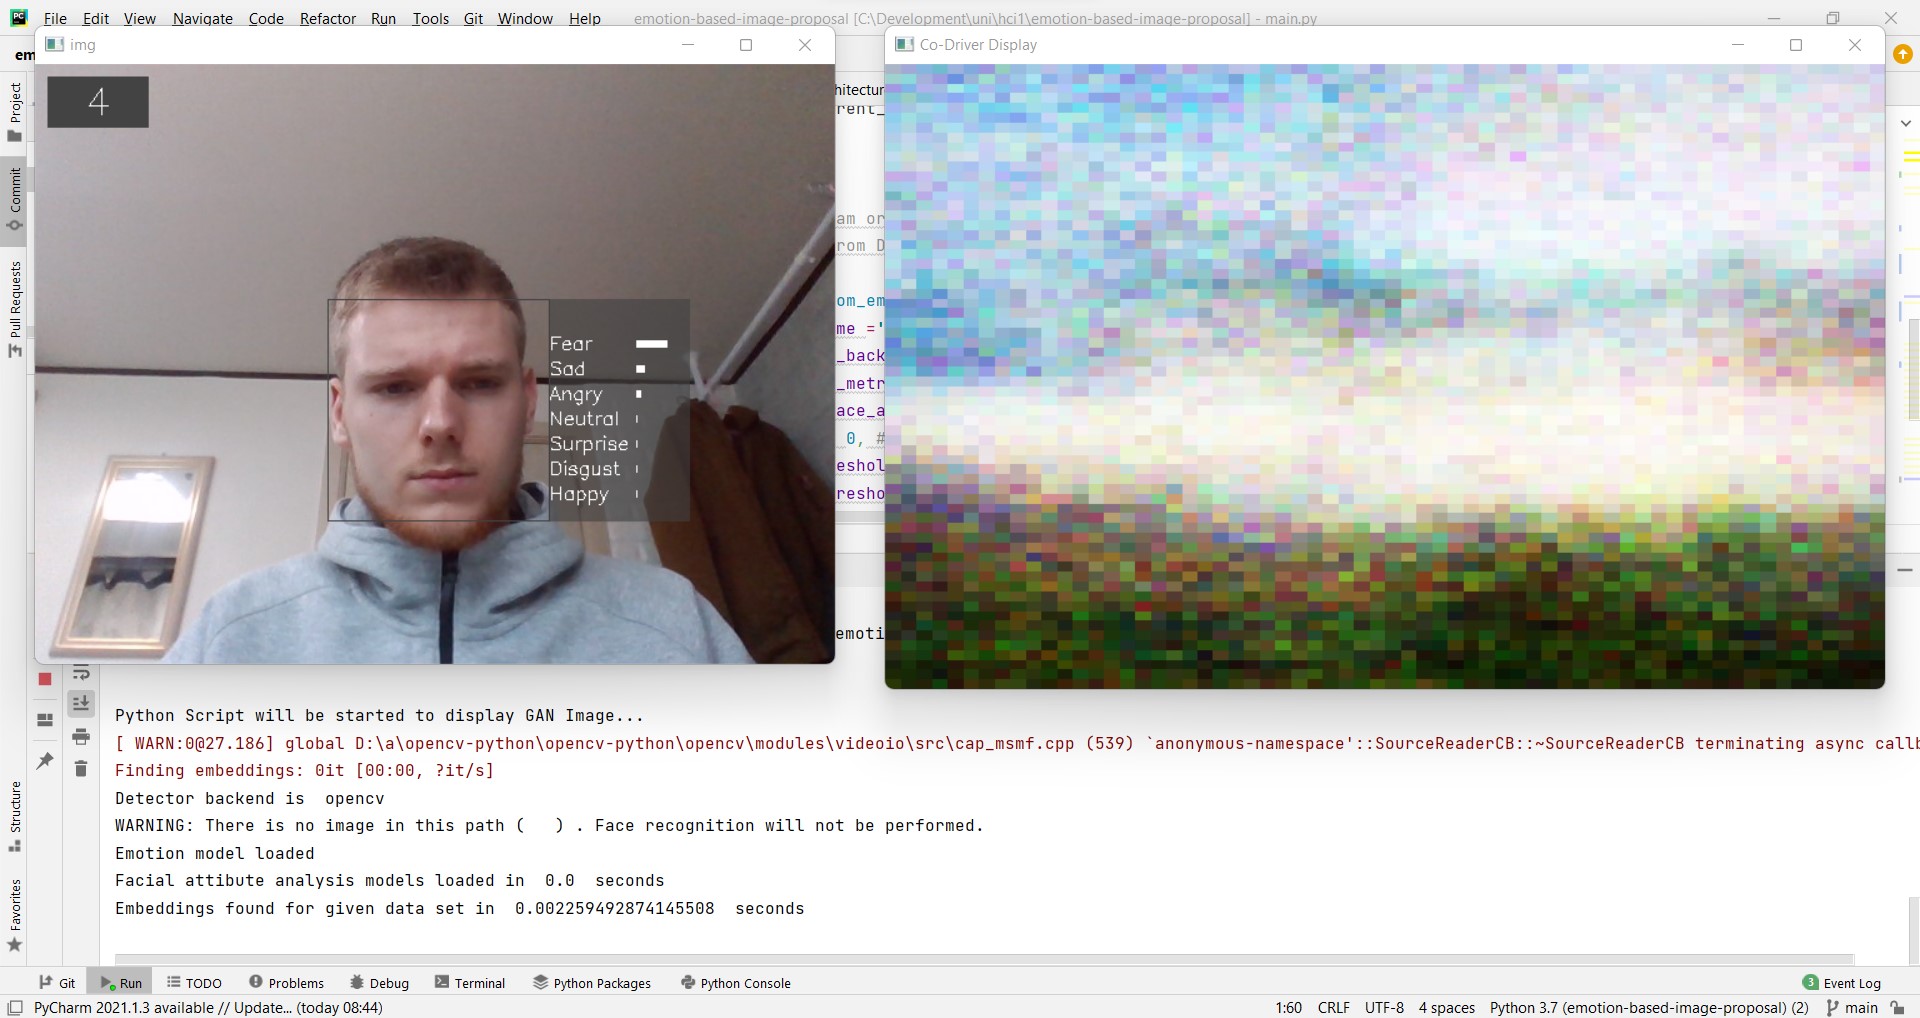 PC File Edit View Navigate Code Refactor Run Tools Git Window Help emotion-based-image-proposal [C:\Development\uni\hci1\emotion-based-image-proposal] - main.py
img
Co-Driver Display
em
hitectur
rent_
4
Project
Commit
Pull Requests
am or
rom D
om_em
me ='
_back
_metr
ace_a
0, #
eshol
resho
Fear
Sad
Angry
Neutral
Surprise
Disgust
Happy
emoti
Python Script will be started to display GAN Image...
[ WARN:0@27.186] global D:\a\opencv-python\opencv-python\opencv\modules\videoio\src\cap_msmf.cpp (539) `anonymous-namespace'::SourceReaderCB::~SourceReaderCB terminating async callb
Finding embeddings: 0it [00:00, ?it/s]
Detector backend is  opencv
WARNING: There is no image in this path (   ) . Face recognition will not be performed.
Emotion model loaded
Facial attibute analysis models loaded in  0.0  seconds
Embeddings found for given data set in  0.002259492874145508  seconds
Structure
Favorites
Git Run TODO Problems Debug Terminal Python Packages Python Console 3 Event Log
PyCharm 2021.1.3 available // Update... (today 08:44) 1:60 CRLF UTF-8 4 spaces Python 3.7 (emotion-based-image-proposal) (2) main